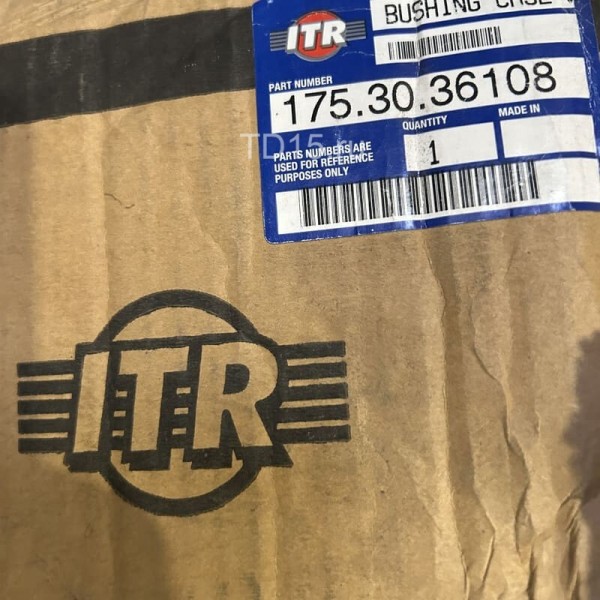 BUSHING CASE
ITR
PART NUMBER
175.30.36108
QUANTITY
MADE IN
1
PARTS NUMBERS ARE
USED FOR REFERENCE
PURPOSES ONLY
TD15
ITR